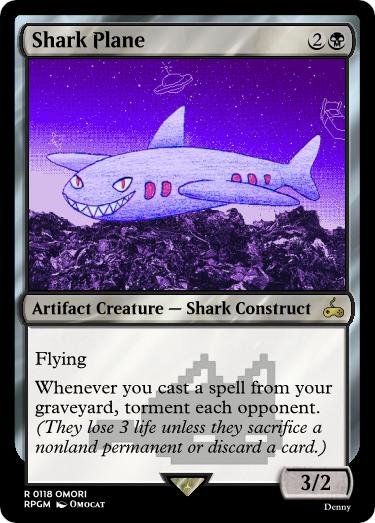 Shark Plane 2
Artifact Creature — Shark Construct
Flying
Whenever you cast a spell from your
graveyard, torment each opponent.
(They lose 3 life unless they sacrifice a
nonland permanent or discard a card.)
3/2
R 0118 OMORI
RPGM Omocat
Denny